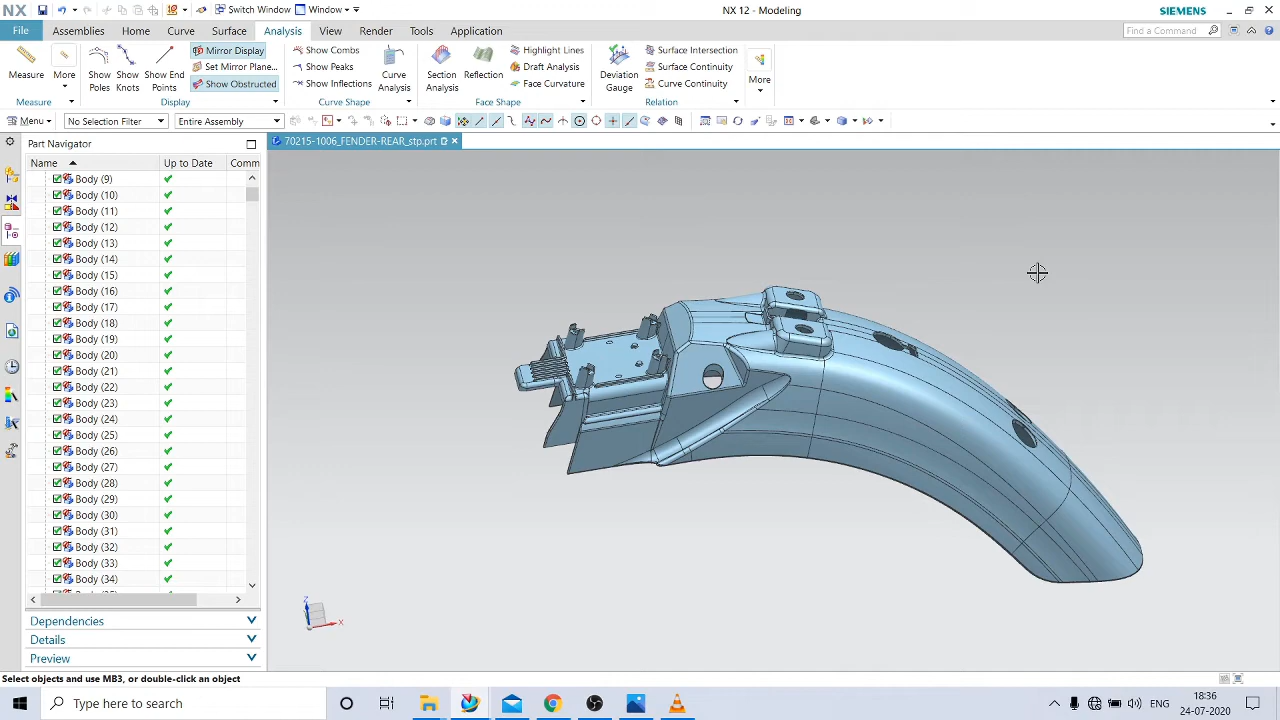 NX
Switch Window
Window
NX 12 - Modeling
SIEMENS
File
Assemblies
Home
Curve
Surface
Analysis
View
Render
Tools
Application
Find a Command
Measure
More
Show Poles
Show Knots
Show End Points
Mirror Display
Set Mirror Plane...
Show Obstructed
Show Combs
Show Peaks
Show Inflections
Curve Analysis
Section Analysis
Reflection
Highlight Lines
Draft Analysis
Face Curvature
Deviation Gauge
Surface Intersection
Surface Continuity
Curve Continuity
More
Measure
Display
Curve Shape
Face Shape
Relation
Menu
No Selection Filter
Entire Assembly
Part Navigator
70215-1006_FENDER-REAR_stp.prt
Name
Up to Date
Comm
Body (9)
Body (10)
Body (11)
Body (12)
Body (13)
Body (14)
Body (15)
Body (16)
Body (17)
Body (18)
Body (19)
Body (20)
Body (21)
Body (22)
Body (23)
Body (24)
Body (25)
Body (26)
Body (27)
Body (28)
Body (29)
Body (30)
Body (31)
Body (32)
Body (33)
Body (34)
Dependencies
Details
Preview
Z
X
Select objects and use MB3, or double-click an object
Type here to search
ENG
18:36
24-07-2020